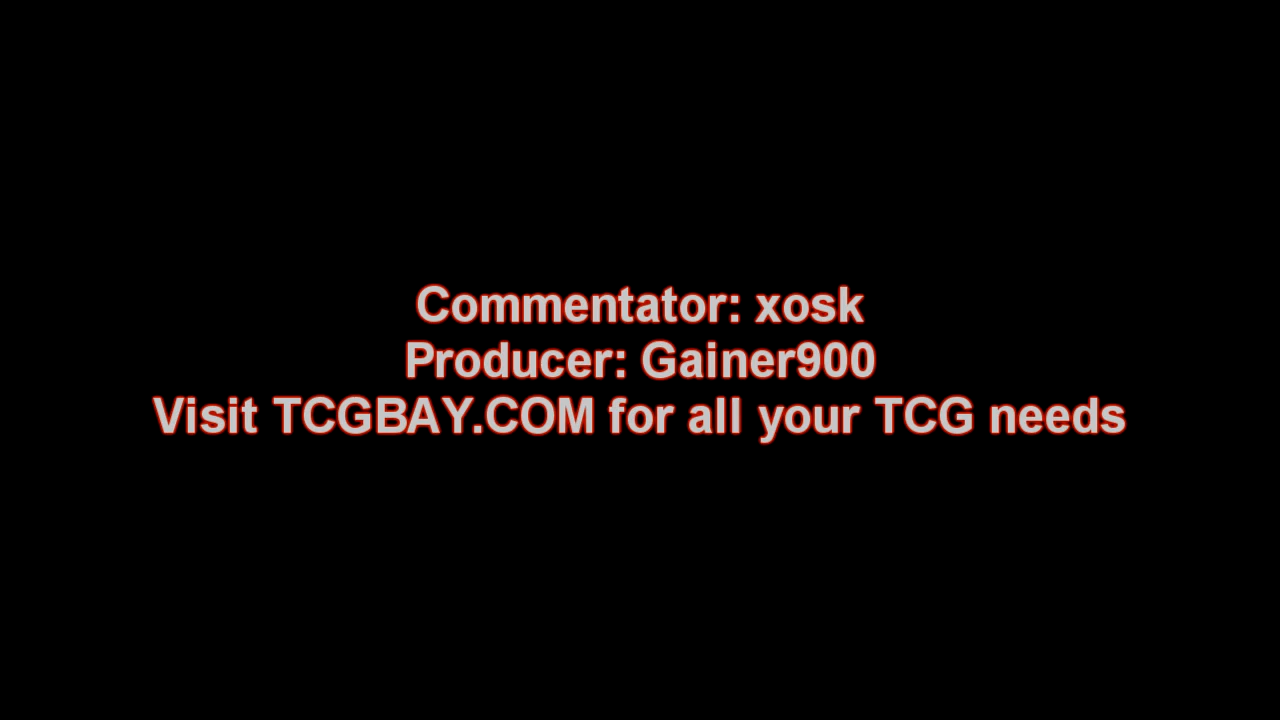 Commentator: xosk
Producer: Gainer900
Visit TCGBAY.COM for all your TCG needs